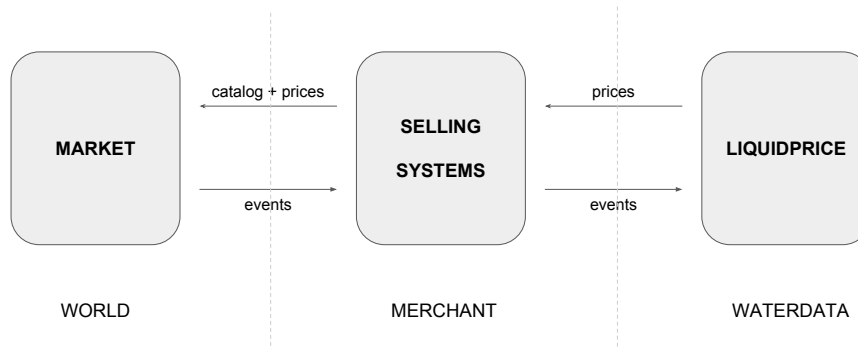 catalog + prices
prices
MARKET
SELLING
SYSTEMS
LIQUIDPRICE
events
events
WORLD
MERCHANT
WATERDATA